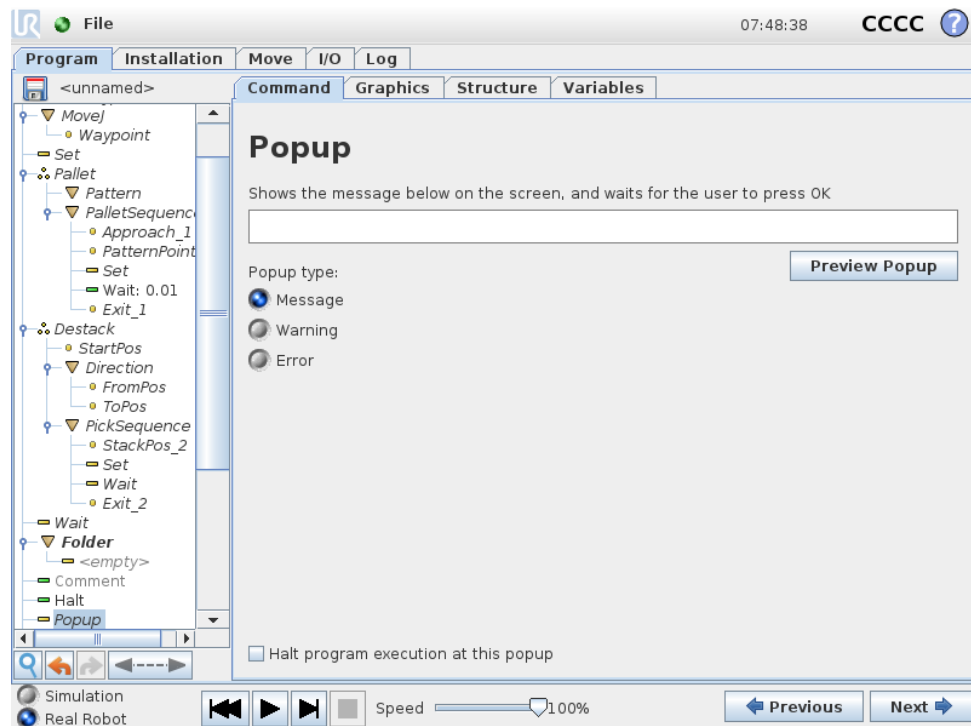 UR File 07:48:38 CCCC ?
Program Installation Move I/O Log
<unnamed> Command Graphics Structure Variables
MoveJ
Waypoint
Set
Pallet
Pattern
PalletSequenc
Approach_1
PatternPoint
Set
Wait: 0.01
Exit_1
Destack
StartPos
Direction
FromPos
ToPos
PickSequence
StackPos_2
Set
Wait
Exit_2
Wait
Folder
<empty>
Comment
Halt
Popup
Popup
Shows the message below on the screen, and waits for the user to press OK
Preview Popup
Popup type:
Message
Warning
Error
Halt program execution at this popup
Simulation
Real Robot
Speed 100%
Previous Next